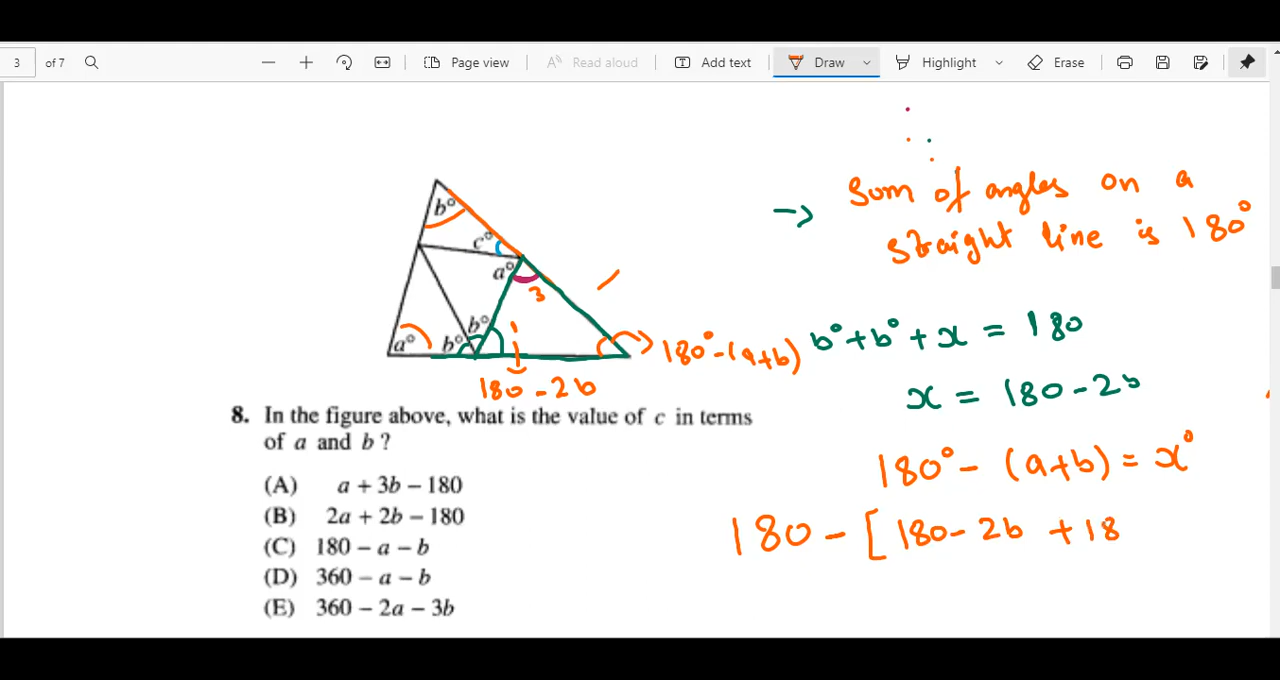 3 of 7 Page view Read aloud Add text Draw Highlight Erase
→ Sum of angles on a
straight line is 180°
b°
c°
a°
3
b°
a° b°
180° - (a+b)
180 - 2b
b° + b° + x = 180
x = 180 - 2b
180° - (a+b) = x°
180 - [ 180 - 2b + 18
8. In the figure above, what is the value of c in terms
of a and b ?
(A) a + 3b − 180
(B) 2a + 2b − 180
(C) 180 − a − b
(D) 360 − a − b
(E) 360 − 2a − 3b